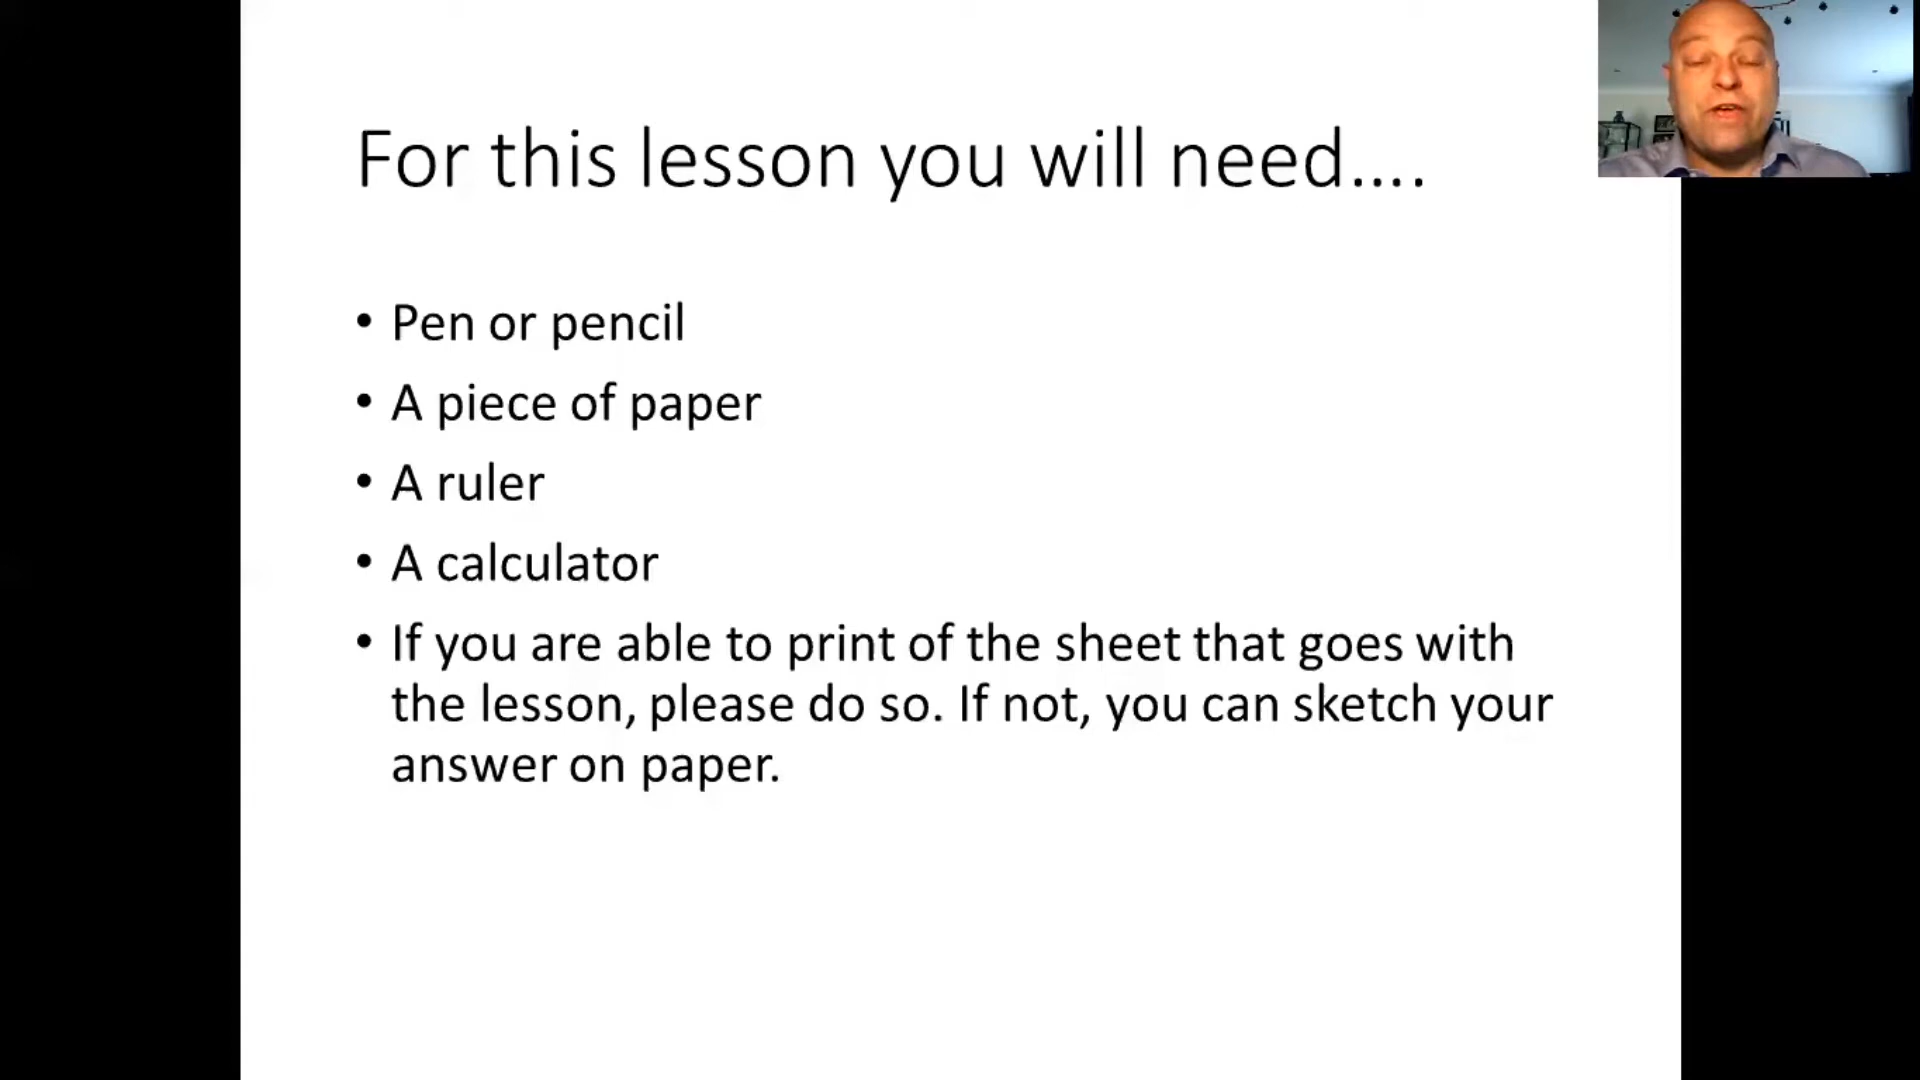 For this lesson you will need....
• Pen or pencil
• A piece of paper
• A ruler
• A calculator
• If you are able to print of the sheet that goes with
the lesson, please do so. If not, you can sketch your
answer on paper.